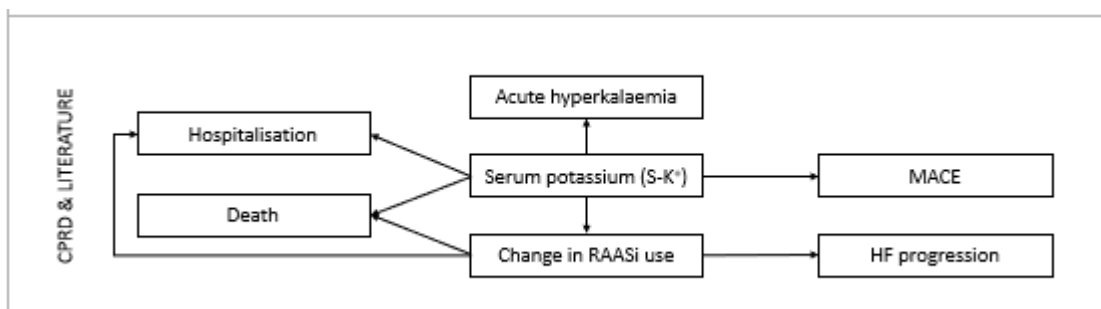 CPRD & LITERATURE
Acute hyperkalaemia
Hospitalisation
Serum potassium (S-K⁺)
MACE
Death
Change in RAASi use
HF progression